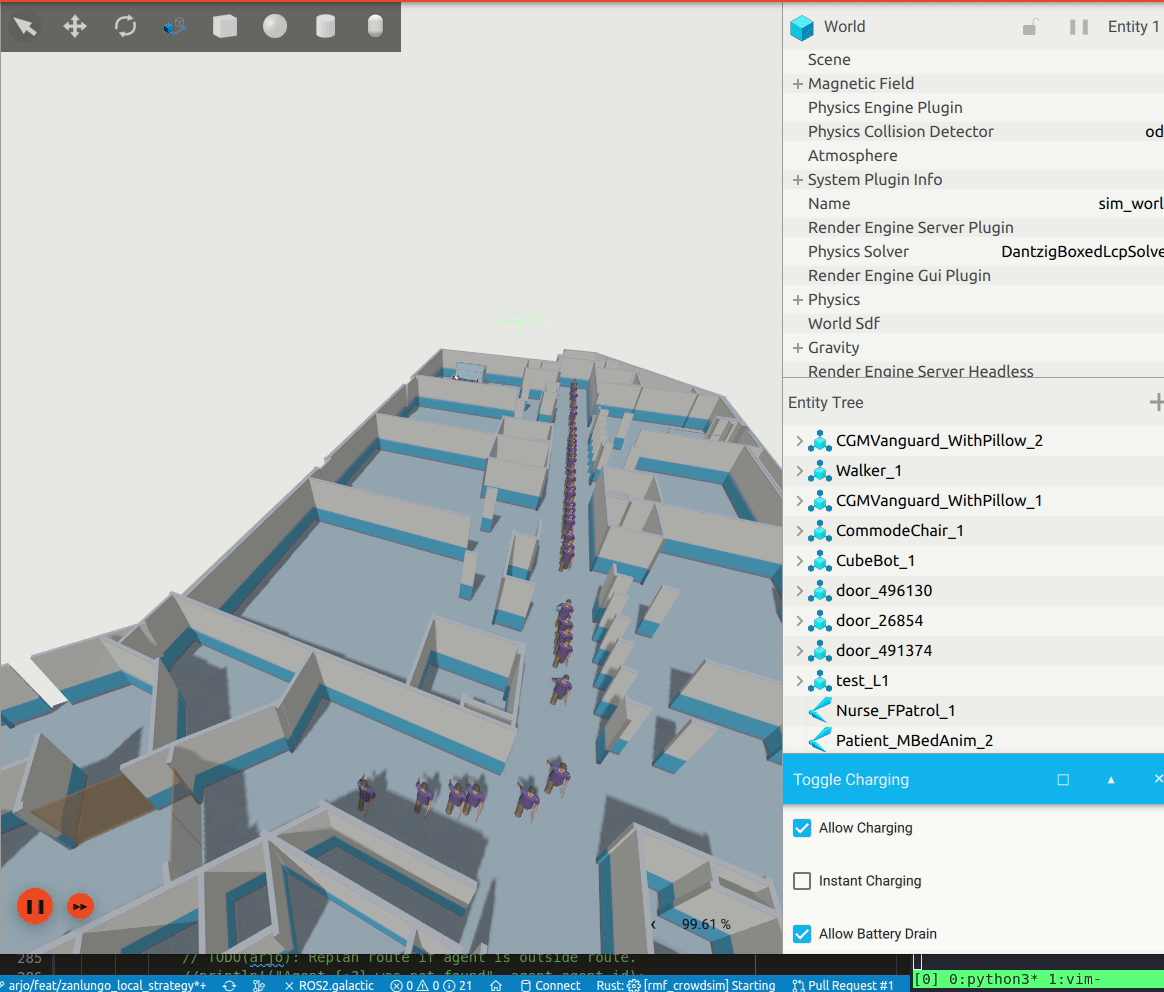 World
Entity 1
Scene
Magnetic Field
Physics Engine Plugin
Physics Collision Detector
od
Atmosphere
System Plugin Info
Name
sim_worl
Render Engine Server Plugin
Physics Solver
DantzigBoxedLcpSolve
Render Engine Gui Plugin
Physics
World Sdf
Gravity
Render Engine Server Headless
Entity Tree
CGMVanguard_WithPillow_2
Walker_1
CGMVanguard_WithPillow_1
CommodeChair_1
CubeBot_1
door_496130
door_26854
door_491374
test_L1
Nurse_FPatrol_1
Patient_MBedAnim_2
Toggle Charging
Allow Charging
Instant Charging
Allow Battery Drain
99.61 %
285 // TODO(arjo): Replan route if agent is outside route.
286 //println!("Agent {:?} was not found", agent.agent_id);
arjo/feat/zanlungo_local_strategy*+ ROS2.galactic 0 0 21 Connect Rust: [rmf_crowdsim] Starting Pull Request #1
[0] 0:python3* 1:vim-